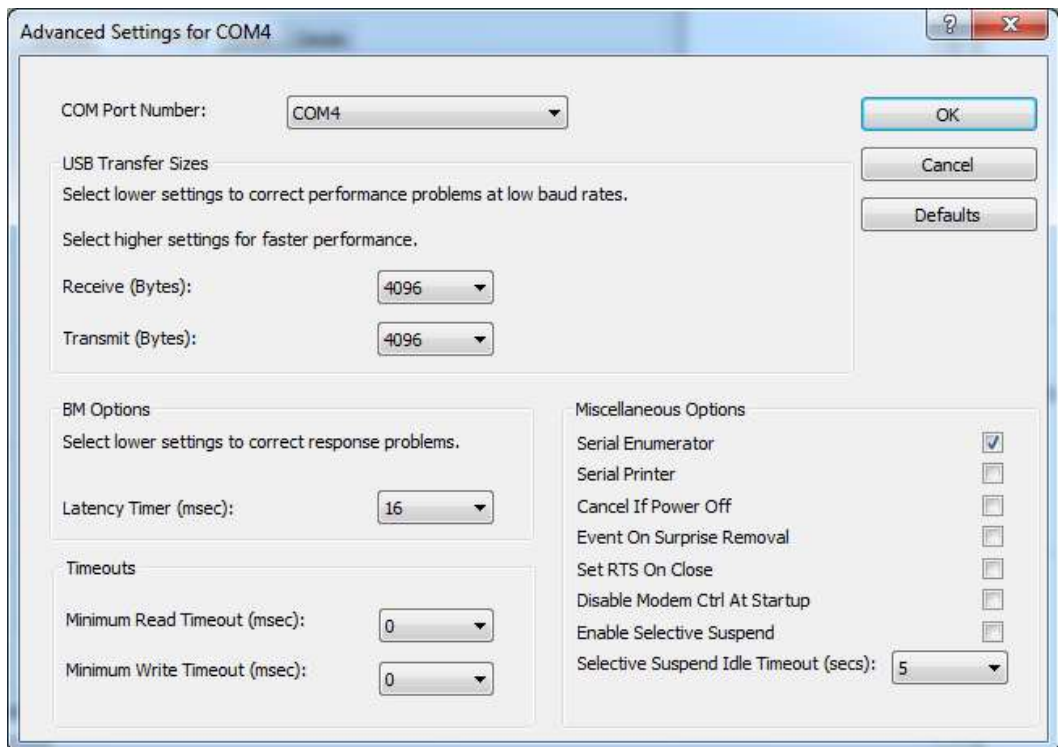 Advanced Settings for COM4
COM Port Number:
COM4
OK
Cancel
Defaults
USB Transfer Sizes
Select lower settings to correct performance problems at low baud rates.
Select higher settings for faster performance.
Receive (Bytes):
4096
Transmit (Bytes):
4096
BM Options
Select lower settings to correct response problems.
Latency Timer (msec):
16
Timeouts
Minimum Read Timeout (msec):
0
Minimum Write Timeout (msec):
0
Miscellaneous Options
Serial Enumerator
Serial Printer
Cancel If Power Off
Event On Surprise Removal
Set RTS On Close
Disable Modem Ctrl At Startup
Enable Selective Suspend
Selective Suspend Idle Timeout (secs):
5